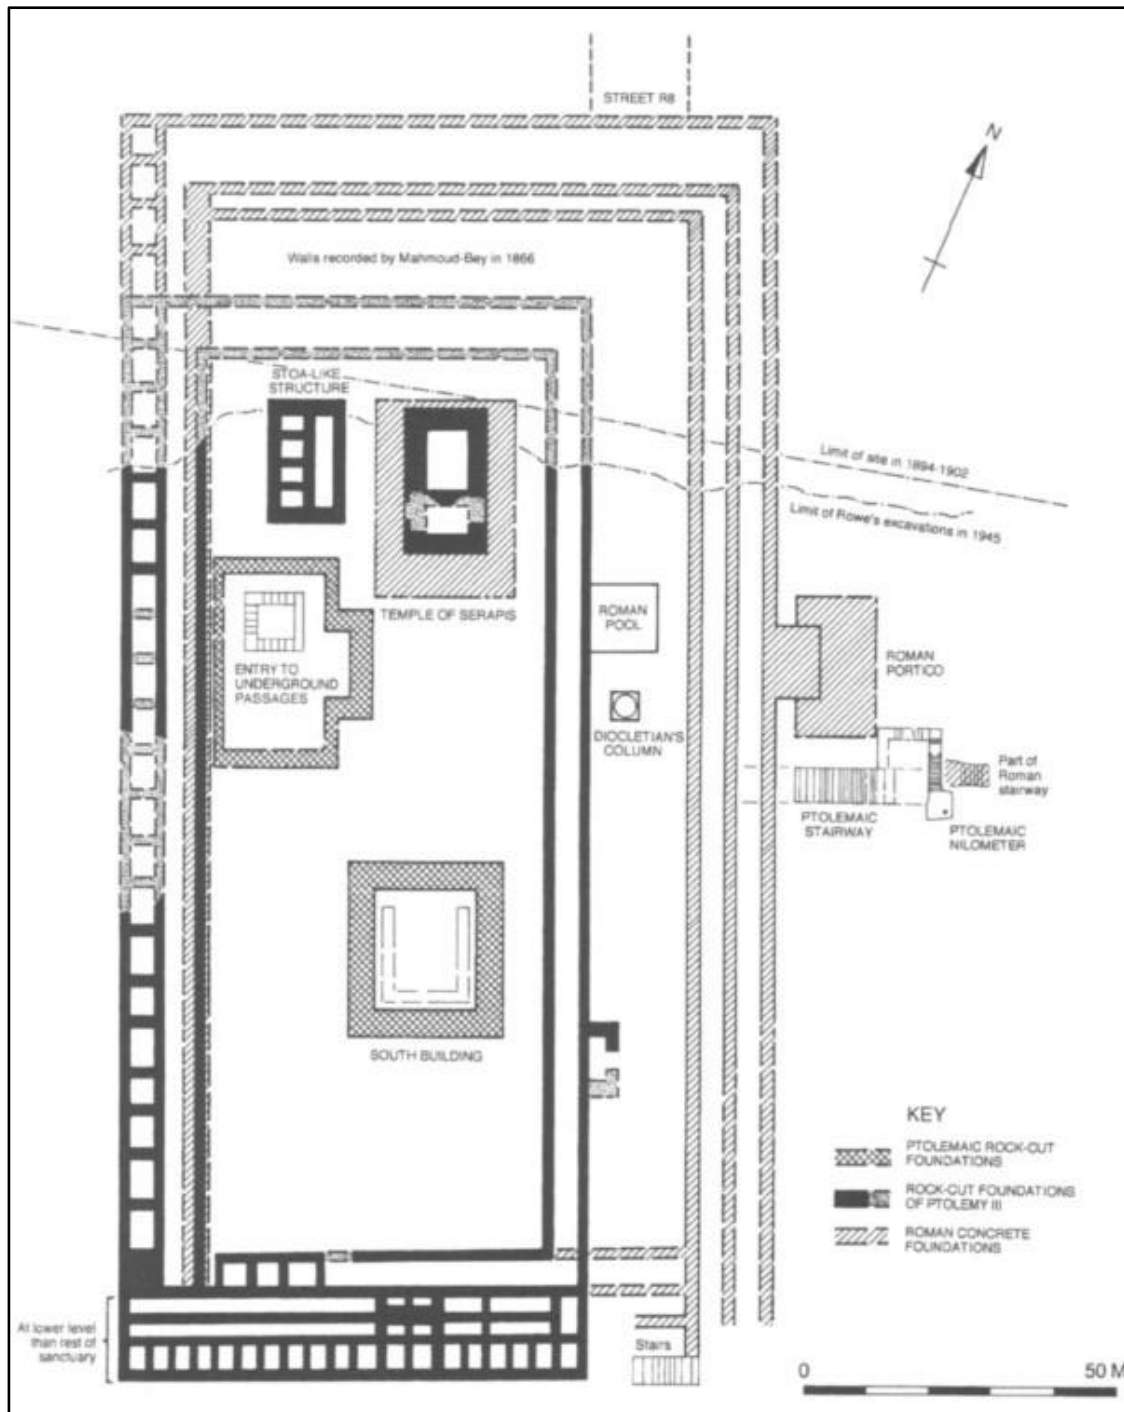 STREET R8
N
Walls recorded by Mahmoud-Bey in 1866
STOA-LIKE
STRUCTURE
Limit of site in 1894-1902
Limit of Rowe's excavations in 1945
TEMPLE OF SERAPIS
ROMAN
POOL
ROMAN
PORTICO
ENTRY TO
UNDERGROUND
PASSAGES
DIOCLETIAN'S
COLUMN
Part of
Roman
stairway
PTOLEMAIC
STAIRWAY
PTOLEMAIC
NILOMETER
SOUTH BUILDING
KEY
PTOLEMAIC ROCK-CUT
FOUNDATIONS
ROCK-CUT FOUNDATIONS
OF PTOLEMY III
ROMAN CONCRETE
FOUNDATIONS
At lower level
than rest of
sanctuary
Stairs
0 50 M